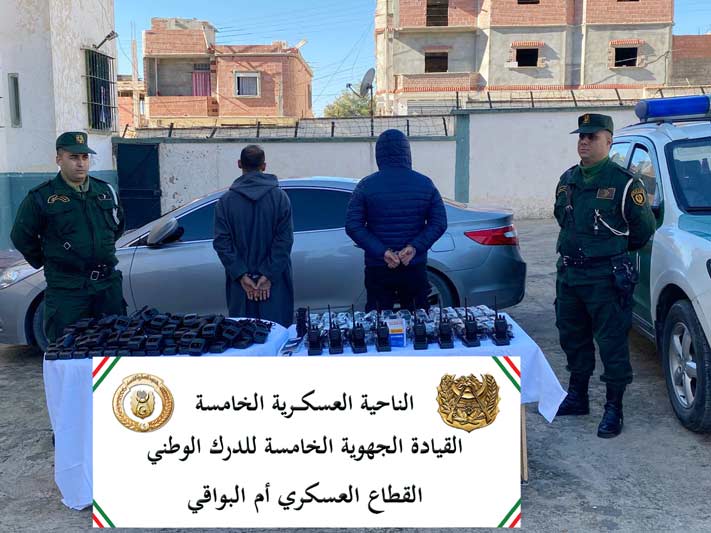 الناحية العسكرية الخامسة
القيادة الجهوية الخامسة للدرك الوطني
القطاع العسكري أم البواقي